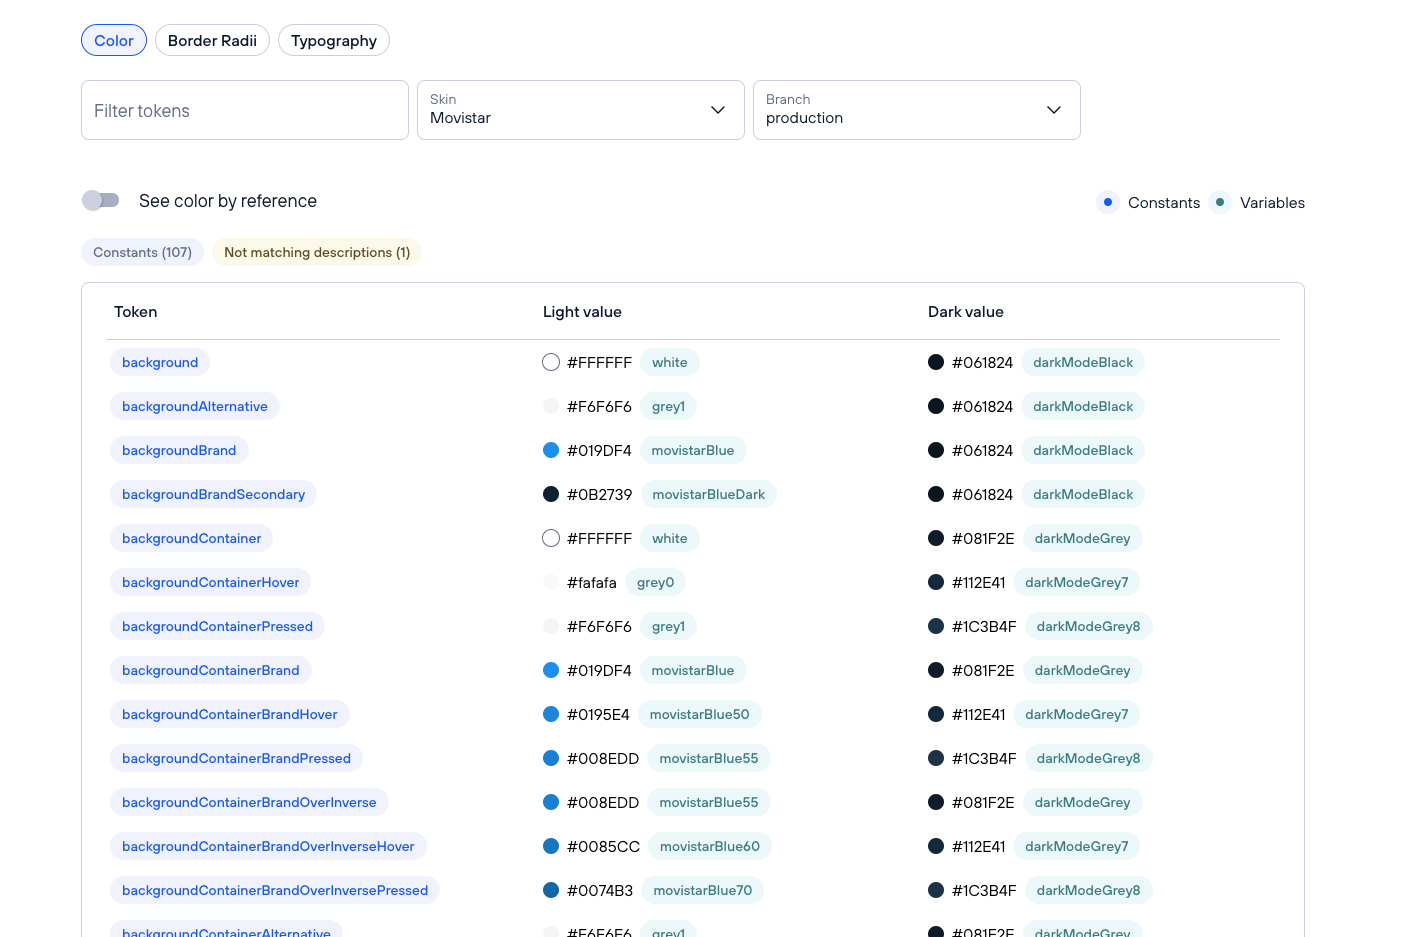 Color Border Radii Typography
Filter tokens
Skin
Movistar
Branch
production
See color by reference
Constants Variables
Constants (107) Not matching descriptions (1)
Token Light value Dark value
background #FFFFFF white #061824 darkModeBlack
backgroundAlternative #F6F6F6 grey1 #061824 darkModeBlack
backgroundBrand #019DF4 movistarBlue #061824 darkModeBlack
backgroundBrandSecondary #0B2739 movistarBlueDark #061824 darkModeBlack
backgroundContainer #FFFFFF white #081F2E darkModeGrey
backgroundContainerHover #fafafa grey0 #112E41 darkModeGrey7
backgroundContainerPressed #F6F6F6 grey1 #1C3B4F darkModeGrey8
backgroundContainerBrand #019DF4 movistarBlue #081F2E darkModeGrey
backgroundContainerBrandHover #0195E4 movistarBlue50 #112E41 darkModeGrey7
backgroundContainerBrandPressed #008EDD movistarBlue55 #1C3B4F darkModeGrey8
backgroundContainerBrandOverInverse #008EDD movistarBlue55 #081F2E darkModeGrey
backgroundContainerBrandOverInverseHover #0085CC movistarBlue60 #112E41 darkModeGrey7
backgroundContainerBrandOverInversePressed #0074B3 movistarBlue70 #1C3B4F darkModeGrey8
backgroundContainerAlternative #F6F6F6 grey1 #081F2E darkModeGrey